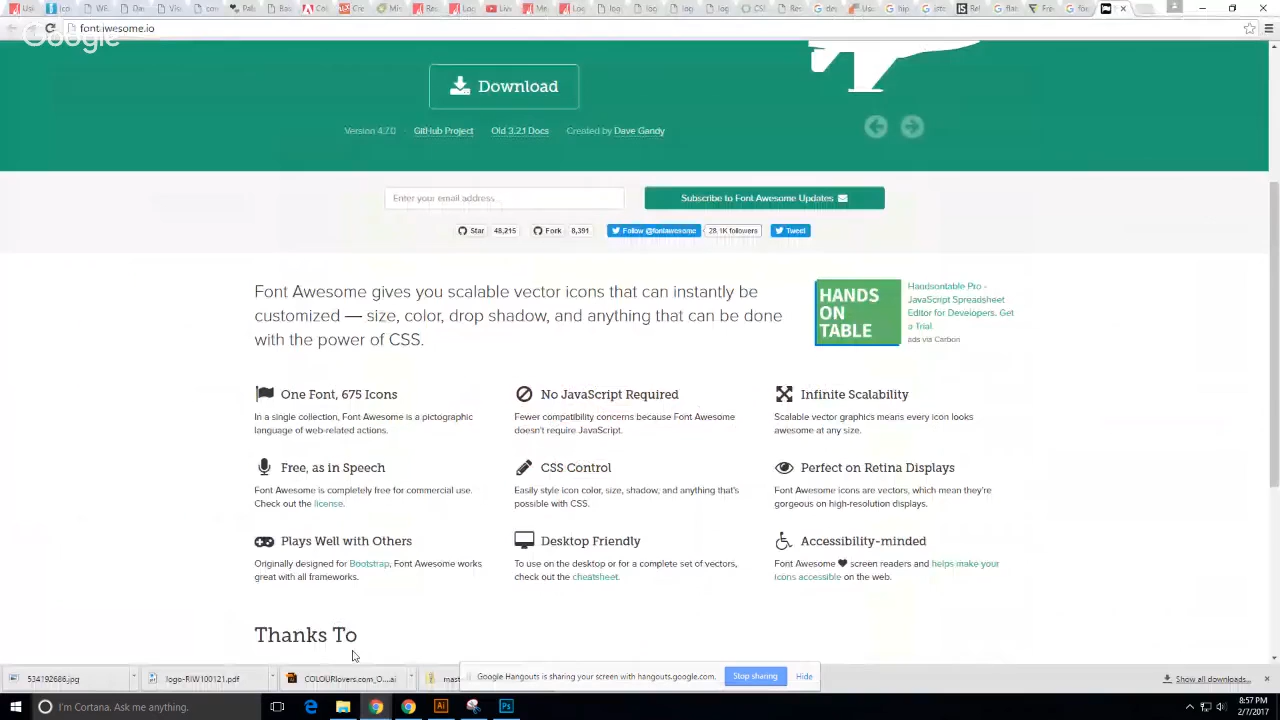 font.iwesome.io
Google
Download
Version 4.7.0 · GitHub Project Old 3.2.1 Docs Created by Dave Gandy
Enter your email address...
Subscribe to Font Awesome Updates
Star 48,215 Fork 8,391 Follow @fontawesome 28.1K followers Tweet
Font Awesome gives you scalable vector icons that can instantly be
customized — size, color, drop shadow, and anything that can be done
with the power of CSS.
HANDS
ON
TABLE
Handsontable Pro -
JavaScript Spreadsheet
Editor for Developers. Get
a Trial
ads via Carbon
One Font, 675 Icons
In a single collection, Font Awesome is a pictographic
language of web-related actions.
No JavaScript Required
Fewer compatibility concerns because Font Awesome
doesn't require JavaScript.
Infinite Scalability
Scalable vector graphics means every icon looks
awesome at any size.
Free, as in Speech
Font Awesome is completely free for commercial use.
Check out the license.
CSS Control
Easily style icon color, size, shadow, and anything that's
possible with CSS.
Perfect on Retina Displays
Font Awesome icons are vectors, which mean they're
gorgeous on high-resolution displays.
Plays Well with Others
Originally designed for Bootstrap, Font Awesome works
great with all frameworks.
Desktop Friendly
To use on the desktop or for a complete set of vectors,
check out the cheatsheet.
Accessibility-minded
Font Awesome screen readers and helps make your
icons accessible on the web.
Thanks To
534192686.jpg
logo-RIW100121.pdf
COLOURlovers.com_O....ai
mast
Google Hangouts is sharing your screen with hangouts.google.com.
Stop sharing
Hide
Show all downloads...
I'm Cortana. Ask me anything.
Ai
Ps
8:57 PM
2/7/2017